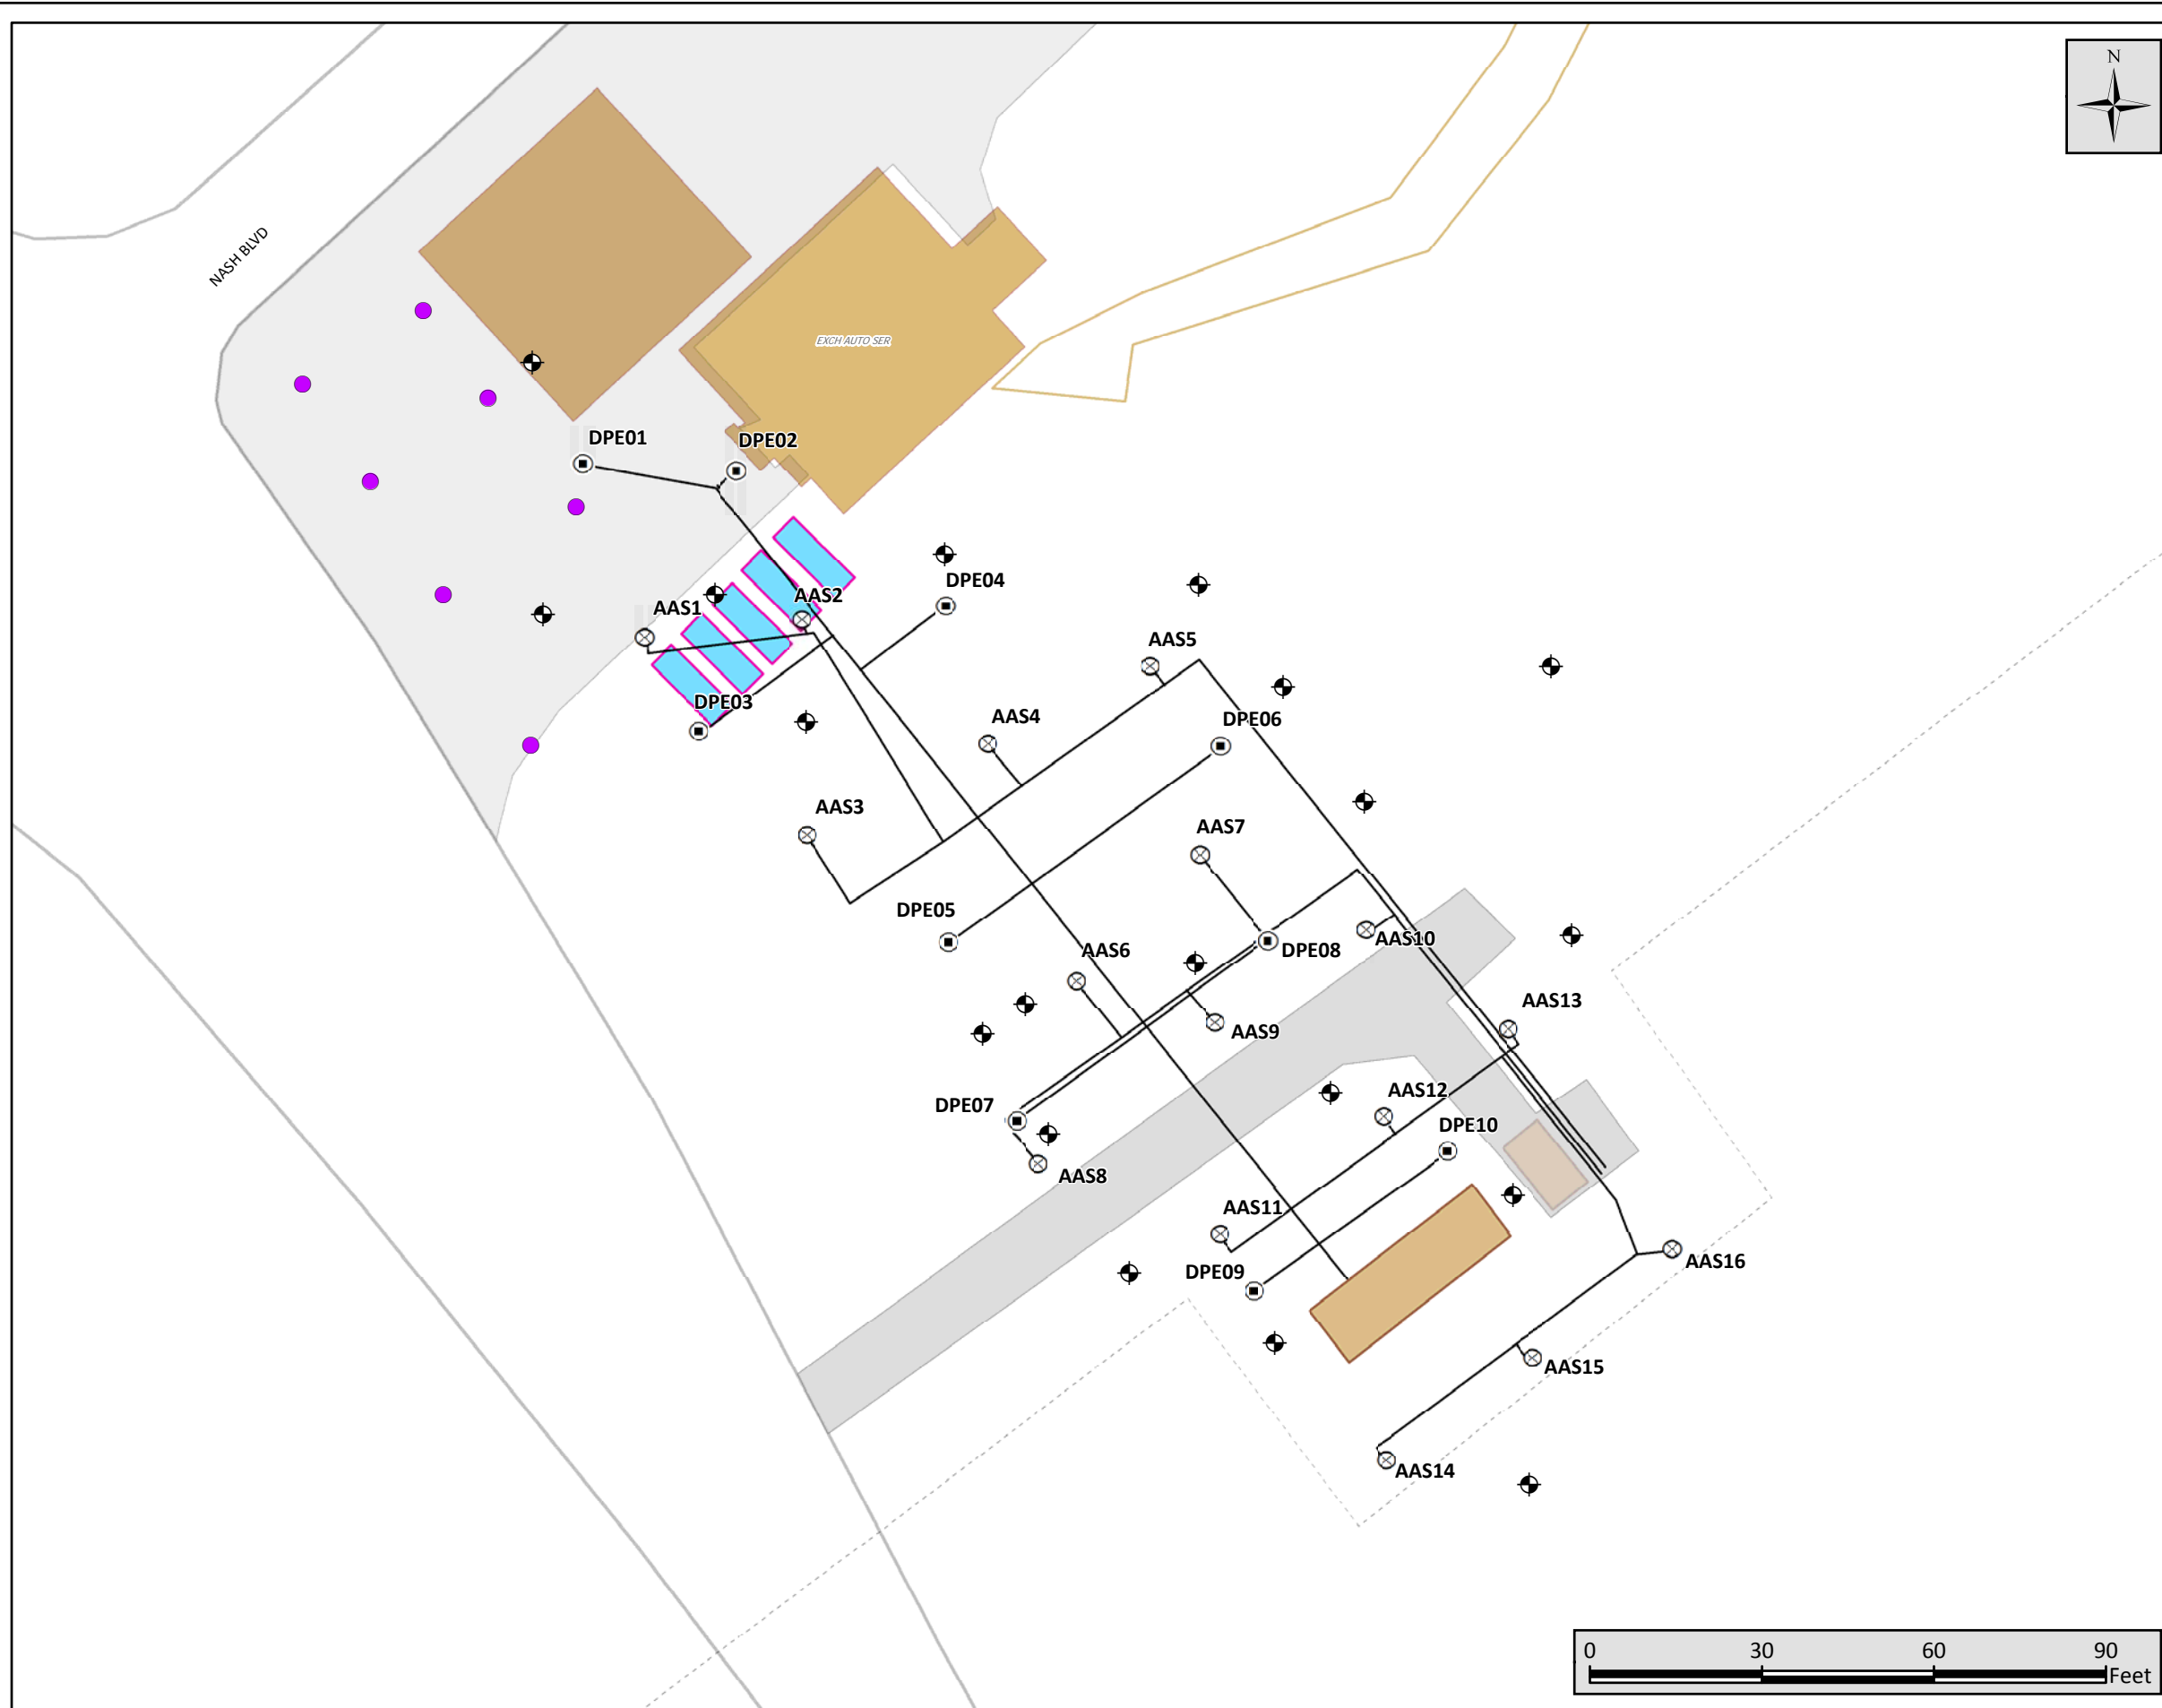 N
NASH BLVD
EXCH AUTO SER
DPE01
DPE02
DPE04
AAS2
AAS1
AAS5
DPE03
AAS4
DPE06
AAS3
AAS7
DPE05
AAS6
DPE08
AAS10
AAS13
AAS9
AAS12
DPE07
DPE10
AAS8
AAS11
AAS16
DPE09
AAS15
AAS14
0 30 60 90
Feet